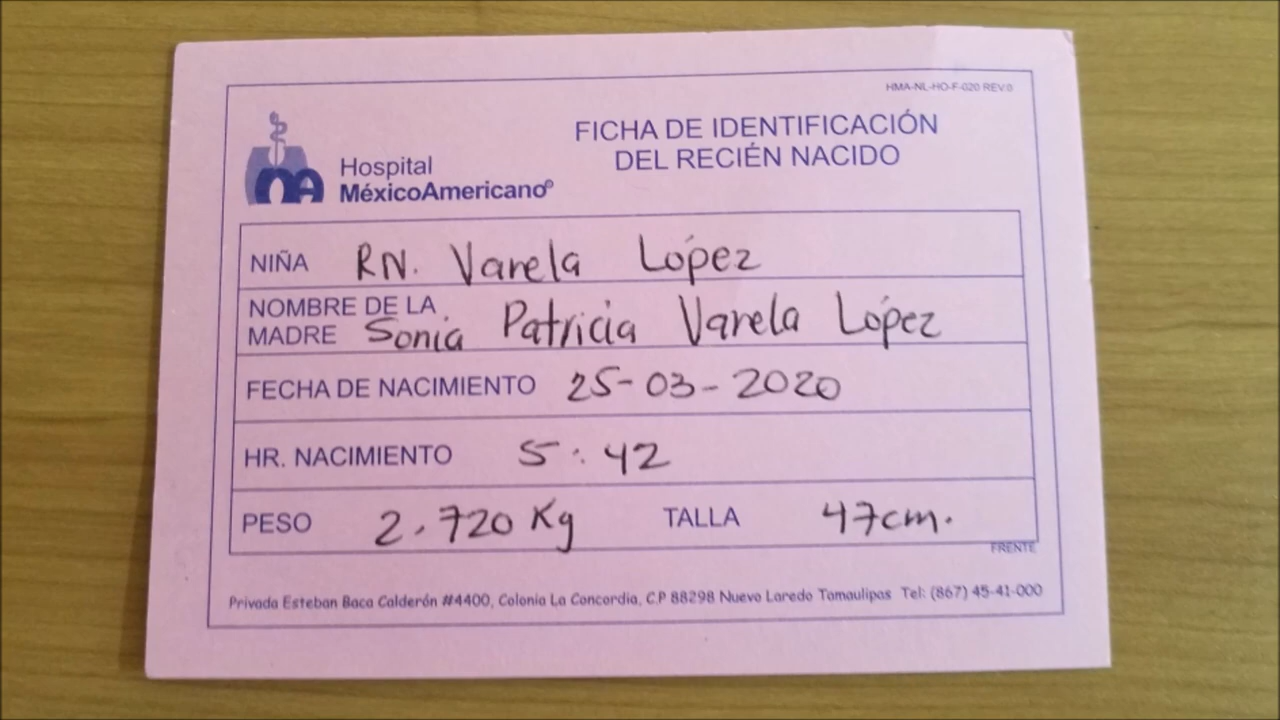 HMA-NL-HO-F-020 REV.0
FICHA DE IDENTIFICACIÓN
DEL RECIÉN NACIDO
Hospital
MéxicoAmericano®
NIÑA RN. Varela López
NOMBRE DE LA
MADRE Sonia Patricia Varela López
FECHA DE NACIMIENTO 25-03-2020
HR. NACIMIENTO 5:42
PESO 2.720 Kg TALLA 47cm.
FRENTE
Privada Esteban Baca Calderón #4400, Colonia La Concordia, C.P 88298 Nuevo Laredo Tamaulipas Tel: (867) 45-41-000